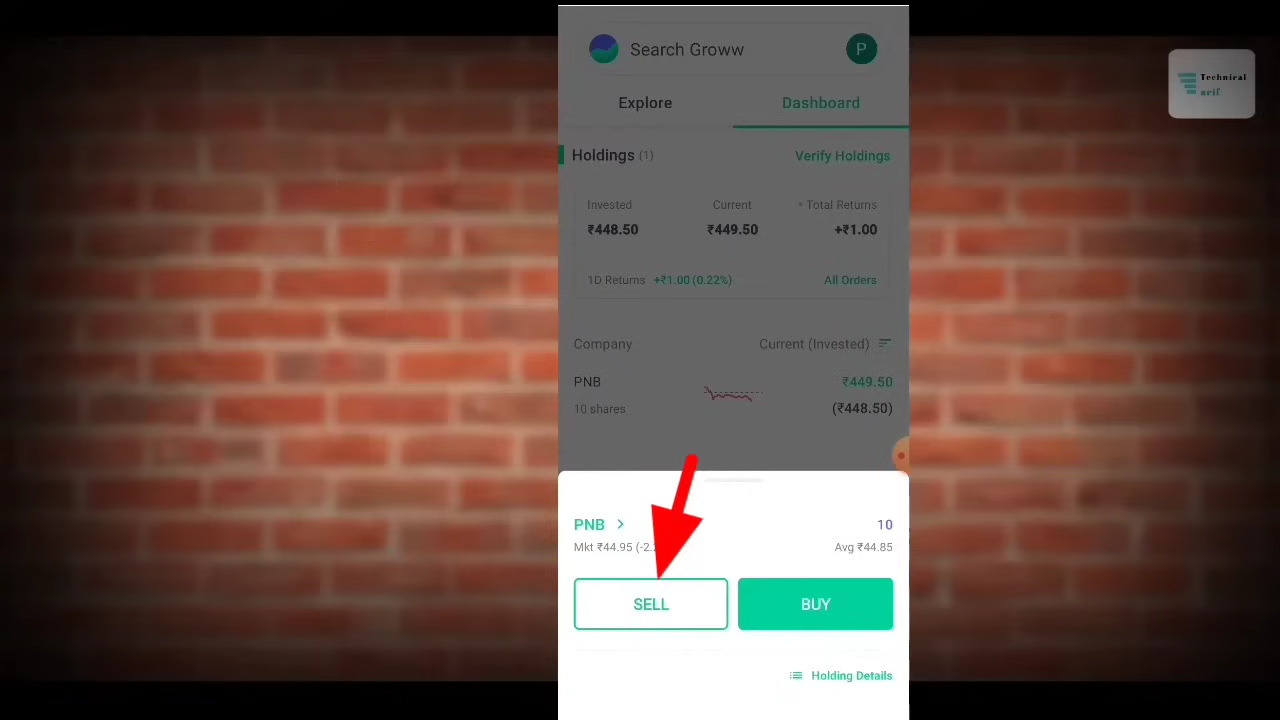 Search Groww
P
Technical
arif
Explore
Dashboard
Holdings (1)
Verify Holdings
Invested
Current
* Total Returns
₹448.50
₹449.50
+₹1.00
1D Returns +₹1.00 (0.22%)
All Orders
Company
Current (Invested)
PNB
₹449.50
10 shares
(₹448.50)
PNB >
10
Mkt ₹44.95 (-2.
Avg ₹44.85
SELL
BUY
Holding Details